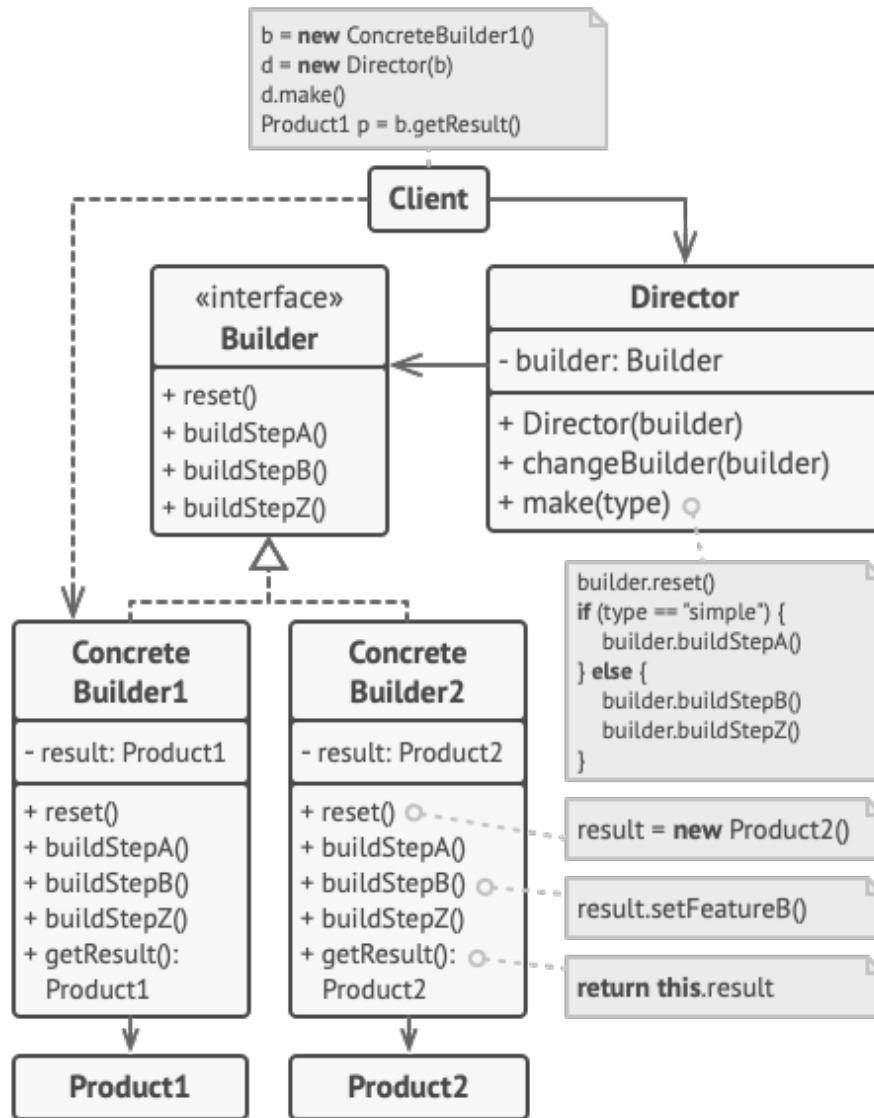 b = new ConcreteBuilder1()
d = new Director(b)
d.make()
Product1 p = b.getResult()
Client
«interface»
Builder
+ reset()
+ buildStepA()
+ buildStepB()
+ buildStepZ()
Director
- builder: Builder
+ Director(builder)
+ changeBuilder(builder)
+ make(type)
builder.reset()
if (type == "simple") {
builder.buildStepA()
} else {
builder.buildStepB()
builder.buildStepZ()
}
Concrete
Builder1
- result: Product1
+ reset()
+ buildStepA()
+ buildStepB()
+ buildStepZ()
+ getResult():
Product1
Concrete
Builder2
- result: Product2
+ reset()
+ buildStepA()
+ buildStepB()
+ buildStepZ()
+ getResult():
Product2
result = new Product2()
result.setFeatureB()
return this.result
Product1
Product2